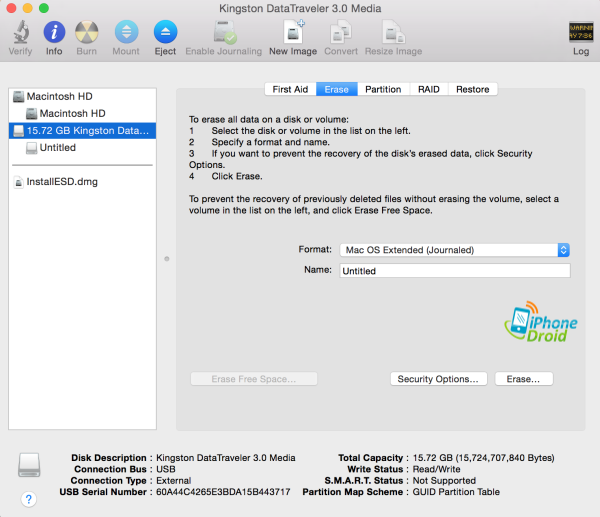 Kingston DataTraveler 3.0 Media
Verify
Info
Burn
Mount
Eject
Enable Journaling
New Image
Convert
Resize Image
WARNIN
AY7:36
Log
Macintosh HD
Macintosh HD
15.72 GB Kingston Data...
Untitled
InstallESD.dmg
First Aid
Erase
Partition
RAID
Restore
To erase all data on a disk or volume:
1 Select the disk or volume in the list on the left.
2 Specify a format and name.
3 If you want to prevent the recovery of the disk's erased data, click Security
Options.
4 Click Erase.
To prevent the recovery of previously deleted files without erasing the volume, select a
volume in the list on the left, and click Erase Free Space.
Format: Mac OS Extended (Journaled)
Name: Untitled
iPhone
Droid
Erase Free Space...
Security Options...
Erase...
Disk Description : Kingston DataTraveler 3.0 Media
Connection Bus : USB
Connection Type : External
USB Serial Number : 60A44C4265E3BDA15B443717
Total Capacity : 15.72 GB (15,724,707,840 Bytes)
Write Status : Read/Write
S.M.A.R.T. Status : Not Supported
Partition Map Scheme : GUID Partition Table
?